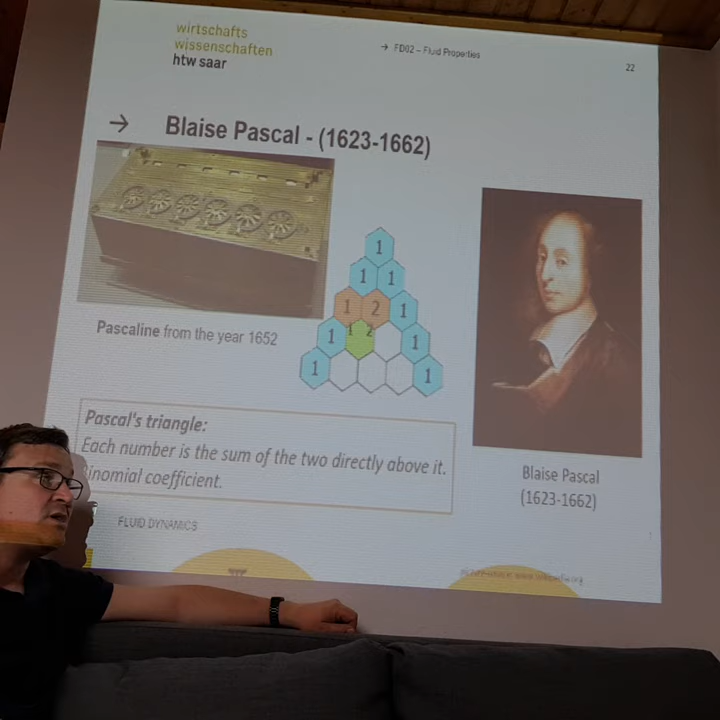 wirtschafts
wissenschaften
htw saar
→ FD02 – Fluid Properties
22
→ Blaise Pascal - (1623-1662)
1
1 1
1 2 1
1 2
1 1
1 1
Pascaline from the year 1652
Pascal's triangle:
Each number is the sum of the two directly above it.
inomial coefficient.
Blaise Pascal
(1623-1662)
FLUID DYNAMICS